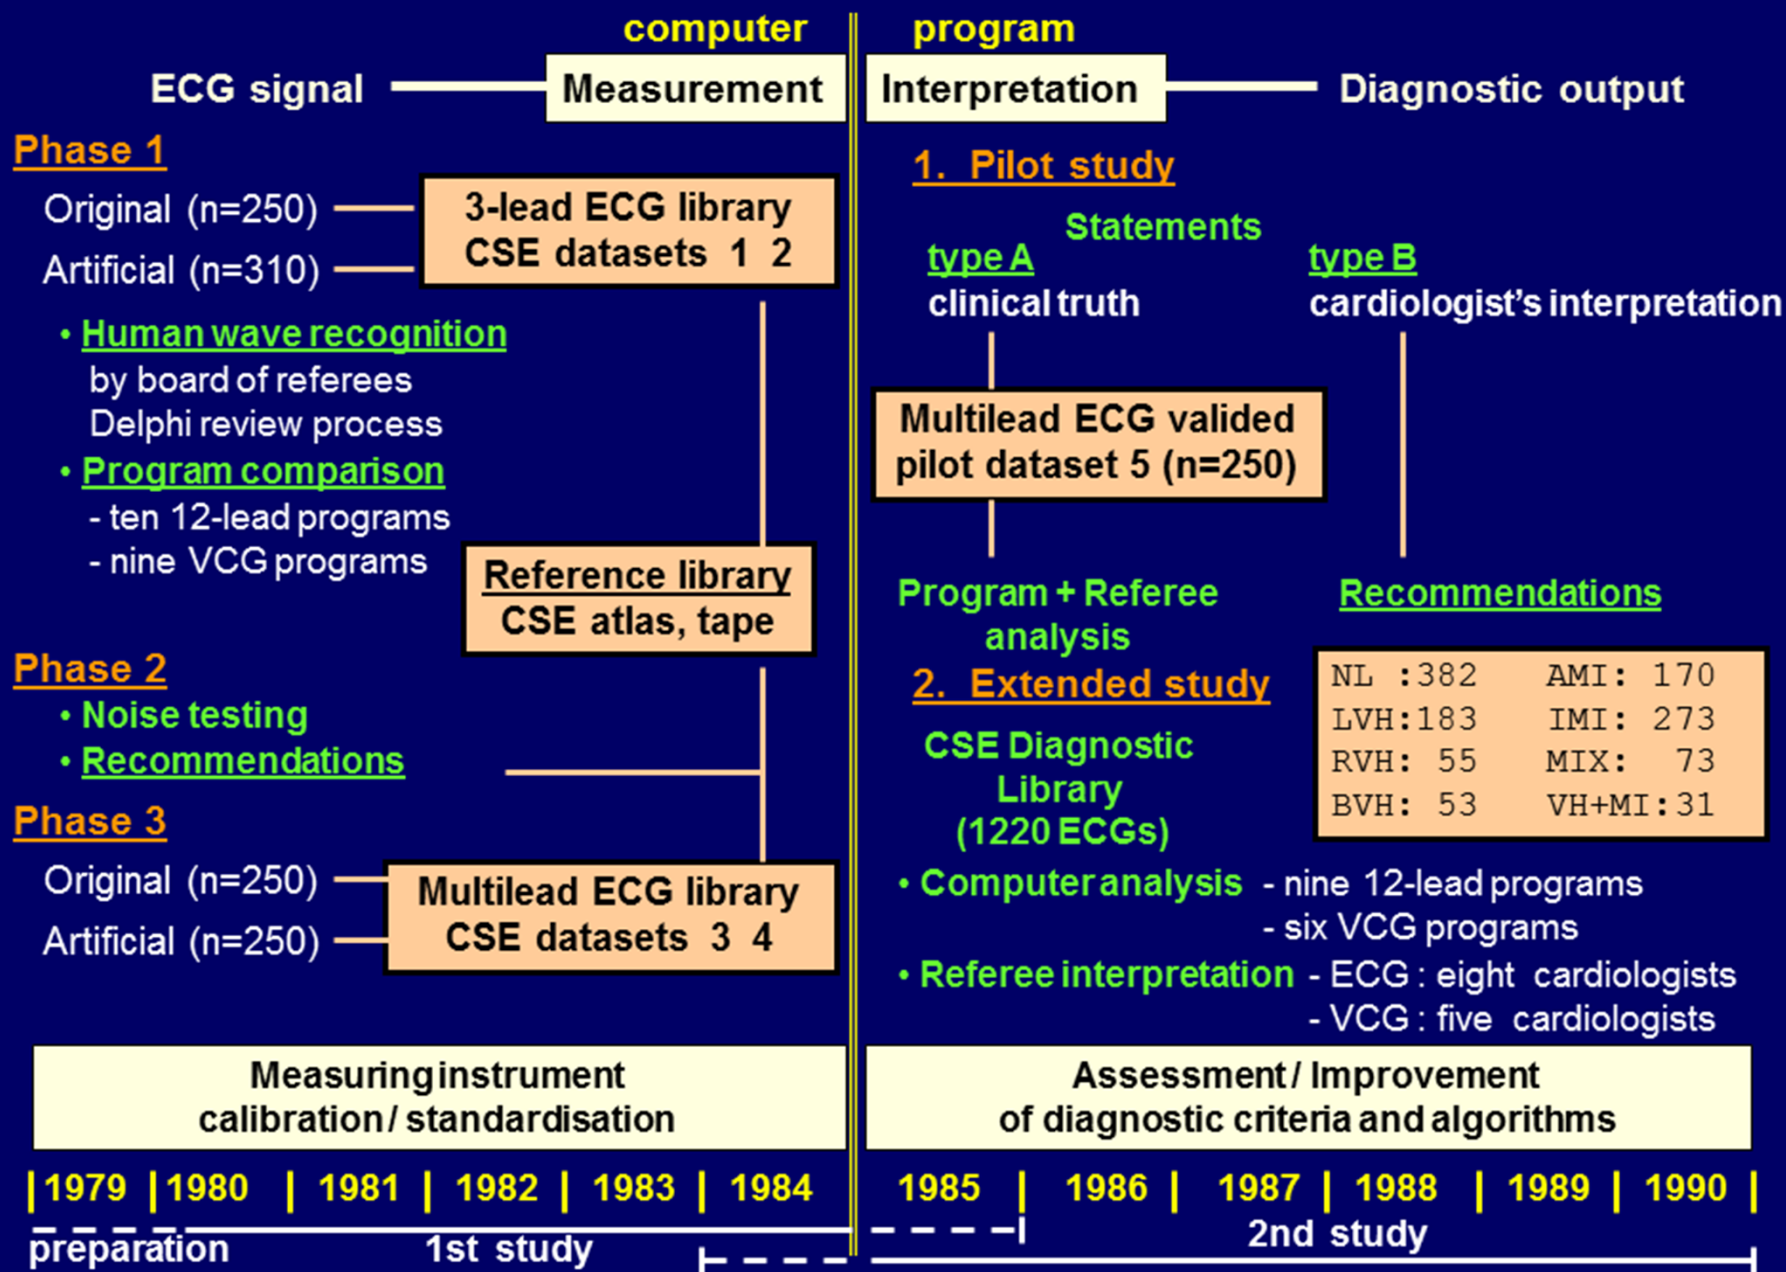 computer program
ECG signal Measurement Interpretation Diagnostic output
Phase 1
Original (n=250)
Artificial (n=310)
3-lead ECG library
CSE datasets 1 2
• Human wave recognition
by board of referees
Delphi review process
• Program comparison
- ten 12-lead programs
- nine VCG programs
Reference library
CSE atlas, tape
Phase 2
• Noise testing
• Recommendations
Phase 3
Original (n=250)
Artificial (n=250)
Multilead ECG library
CSE datasets 3 4
Measuring instrument
calibration / standardisation
1. Pilot study
Statements
type A
clinical truth
type B
cardiologist's interpretation
Multilead ECG valided
pilot dataset 5 (n=250)
Program + Referee
analysis
Recommendations
NL :382 AMI: 170
LVH:183 IMI: 273
RVH: 55 MIX: 73
BVH: 53 VH+MI:31
2. Extended study
CSE Diagnostic
Library
(1220 ECGs)
• Computer analysis - nine 12-lead programs
- six VCG programs
• Referee interpretation - ECG : eight cardiologists
- VCG : five cardiologists
Assessment / Improvement
of diagnostic criteria and algorithms
1979 1980 1981 1982 1983 1984 1985 1986 1987 1988 1989 1990
preparation 1st study 2nd study